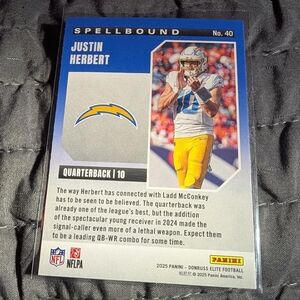 SPELLBOUND
No. 40
JUSTIN
HERBERT
QUARTERBACK | 10
The way Herbert has connected with Ladd McConkey
has to be seen to be believed. The quarterback was
already one of the league's best, but the addition
of the spectacular young receiver in 2024 made the
signal-caller even more of a lethal wizard. Expect them
to be a leading QB-WR combo for some time.
NFL
NFLPA
2025 PANINI - DONRUSS ELITE FOOTBALL
© 2025 Panini America, Inc.
PANINI